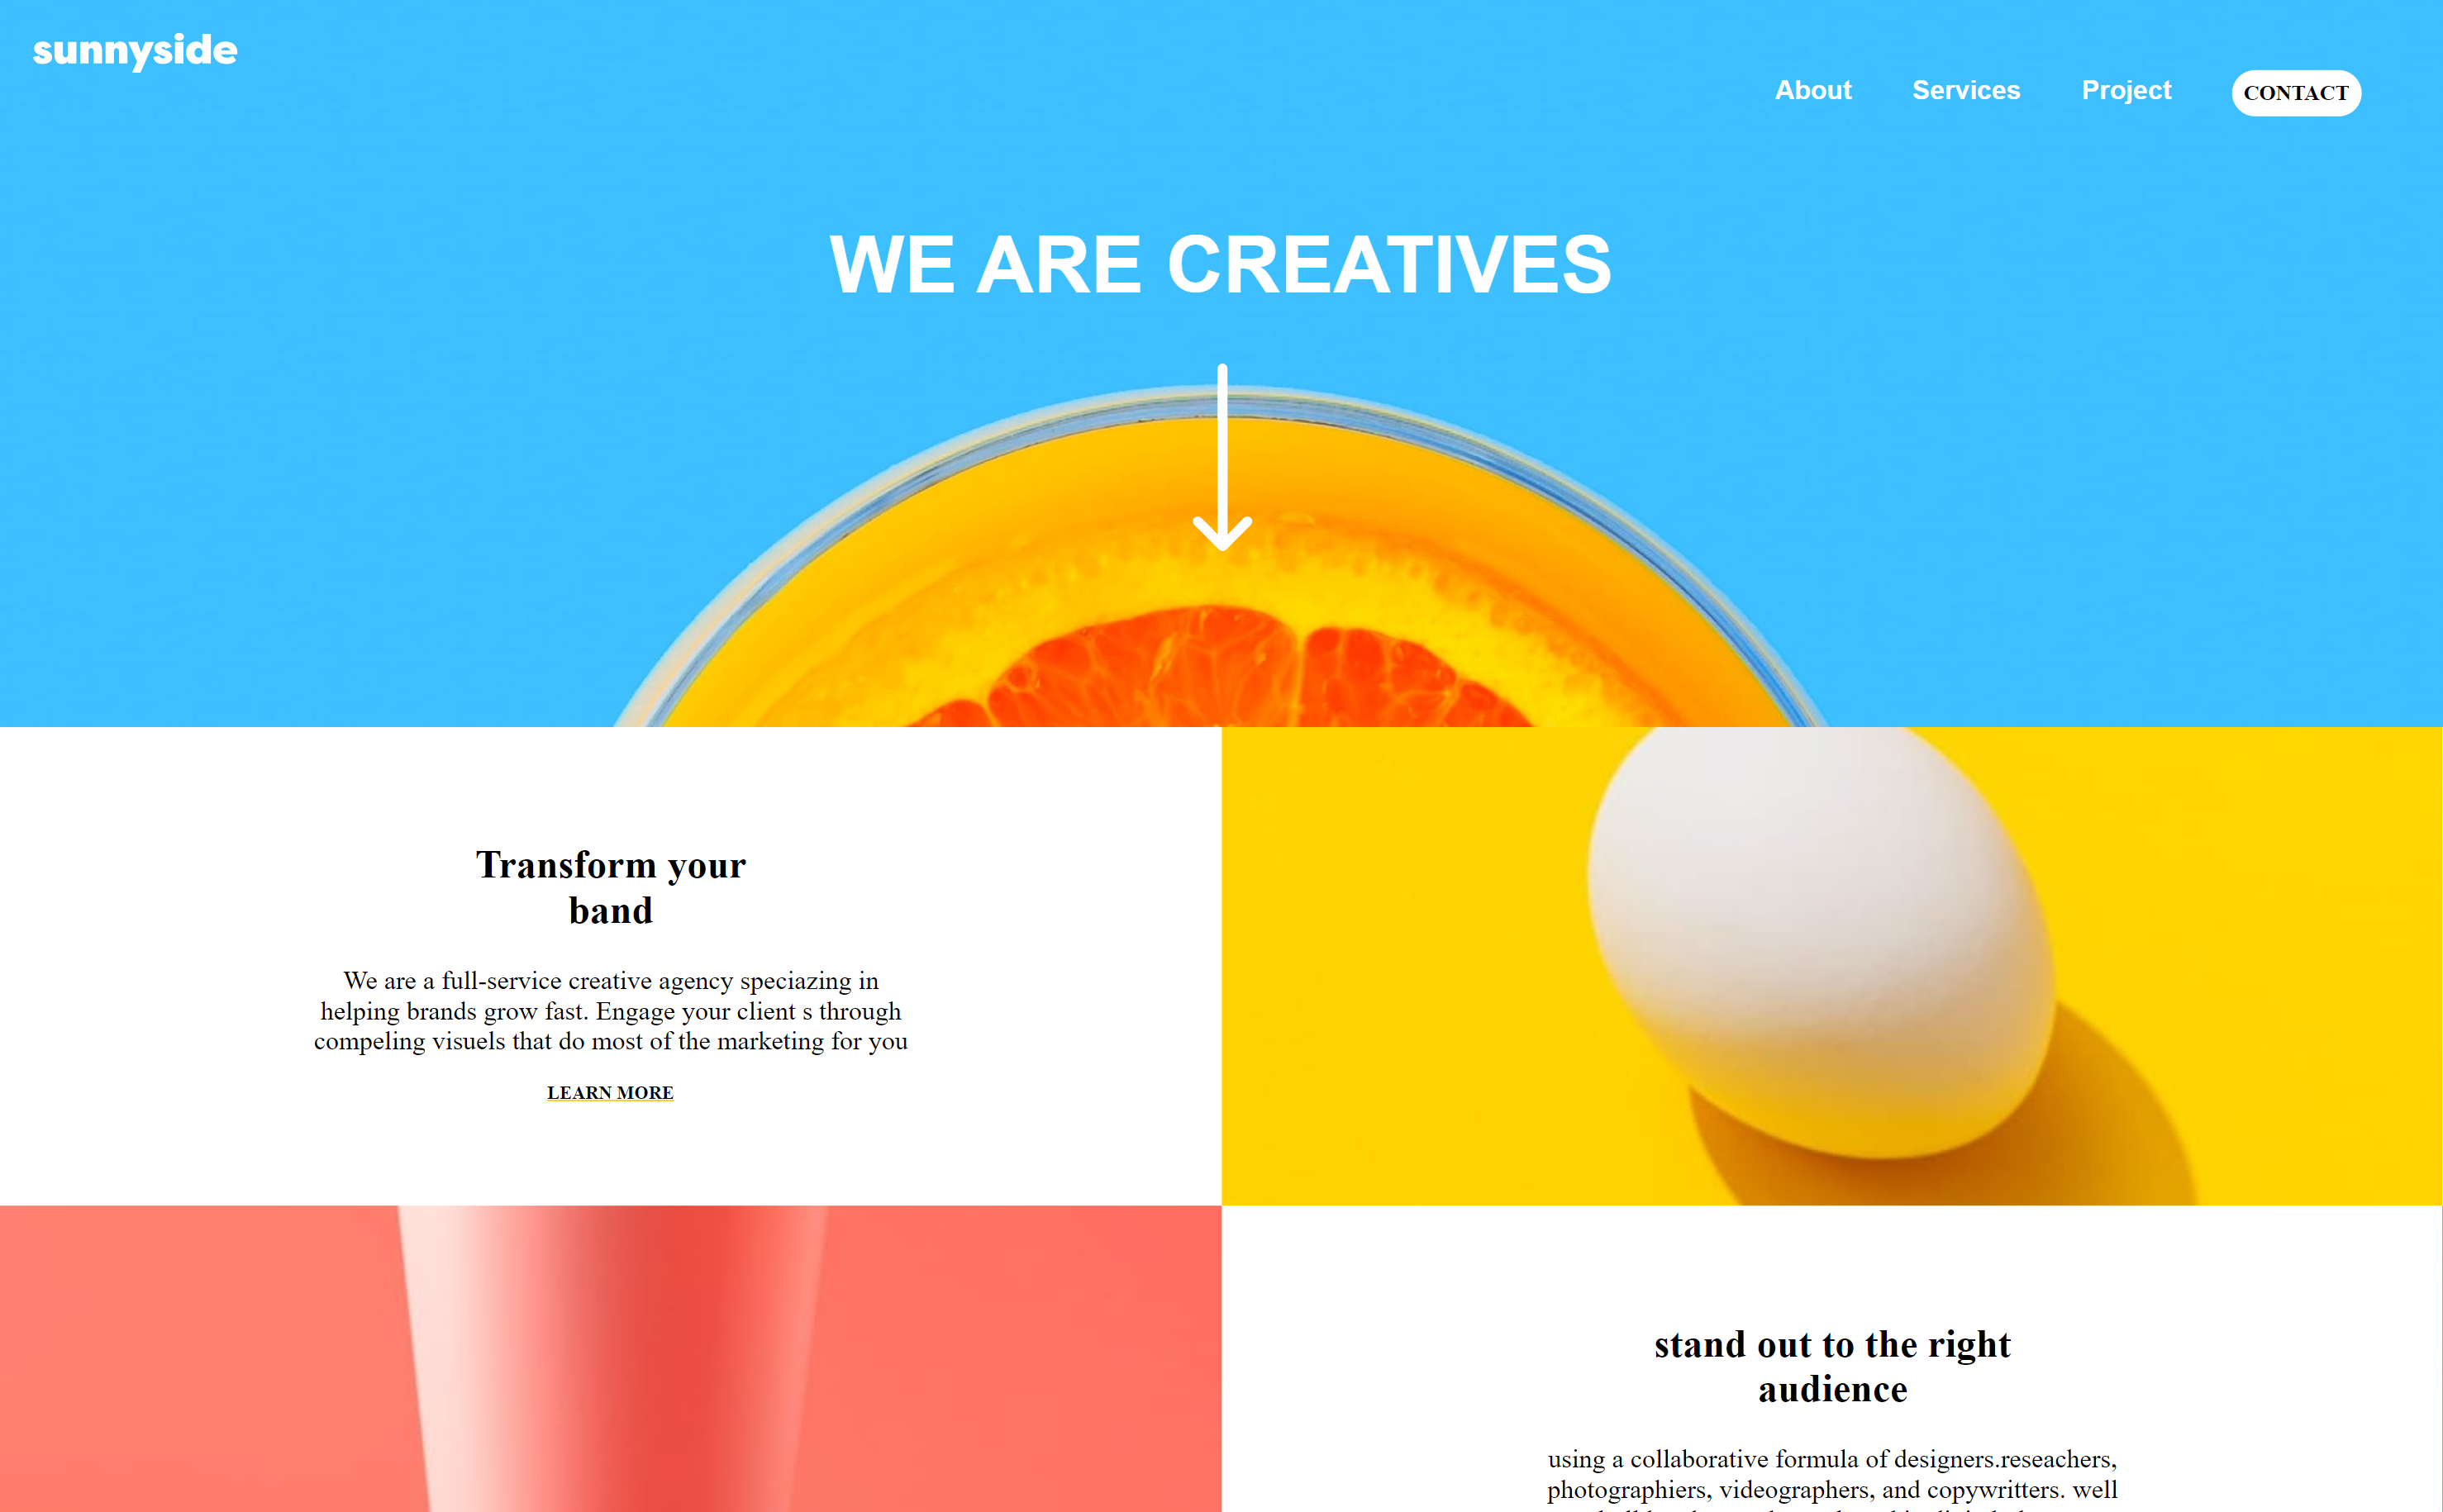 sunnyside
About Services Project CONTACT
WE ARE CREATIVES
Transform your
band
We are a full-service creative agency speciazing in
helping brands grow fast. Engage your client s through
compeling visuels that do most of the marketing for you
LEARN MORE
stand out to the right
audience
using a collaborative formula of designers.reseachers,
photographiers, videographers, and copywritters. well